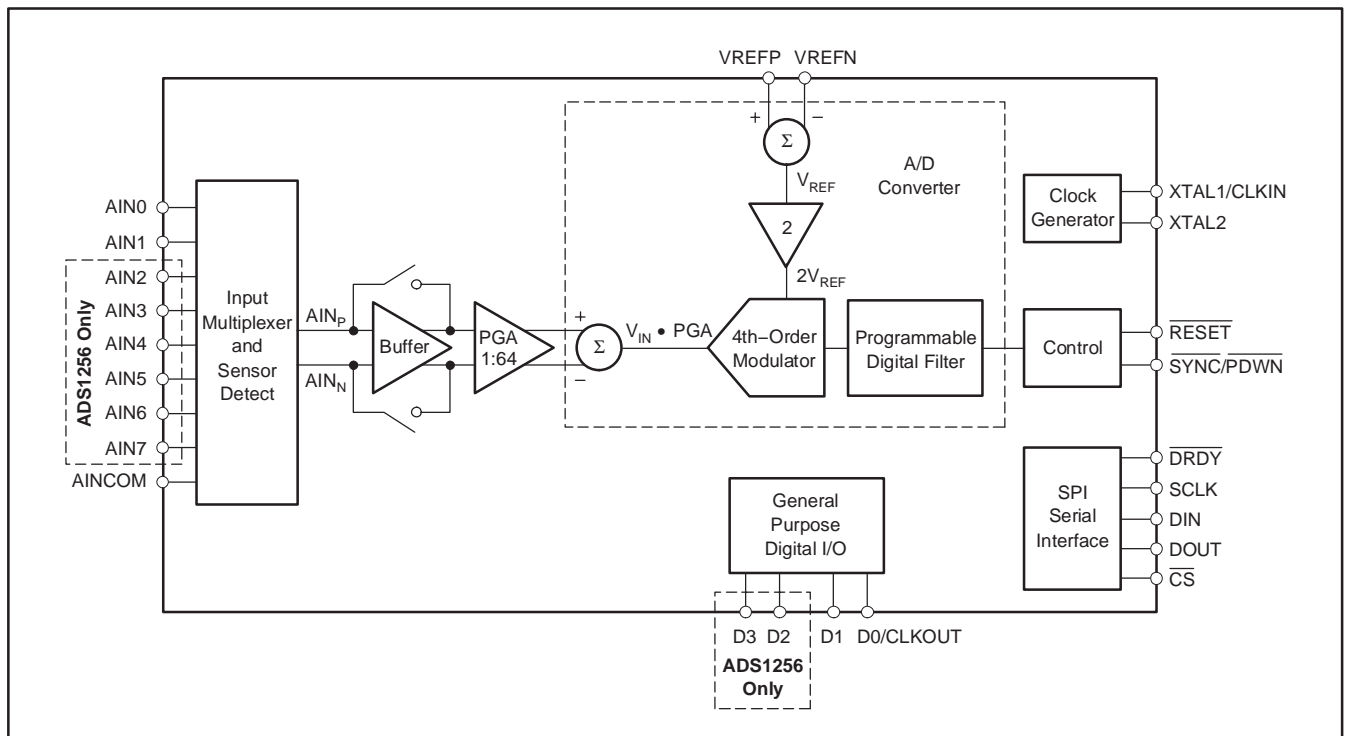 VREFP VREFN
+ −
Σ
A/D
Converter
VREF
2
2VREF
AIN0
AIN1
AIN2
AIN3
AIN4
AIN5
AIN6
AIN7
AINCOM
ADS1256 Only
Input
Multiplexer
and
Sensor
Detect
AINP
AINN
Buffer
PGA
1:64
+
Σ
−
VIN • PGA
4th−Order
Modulator
Programmable
Digital Filter
Clock
Generator
XTAL1/CLKIN
XTAL2
Control
RESET
SYNC/PDWN
SPI
Serial
Interface
DRDY
SCLK
DIN
DOUT
CS
General
Purpose
Digital I/O
D3 D2 D1 D0/CLKOUT
ADS1256
Only